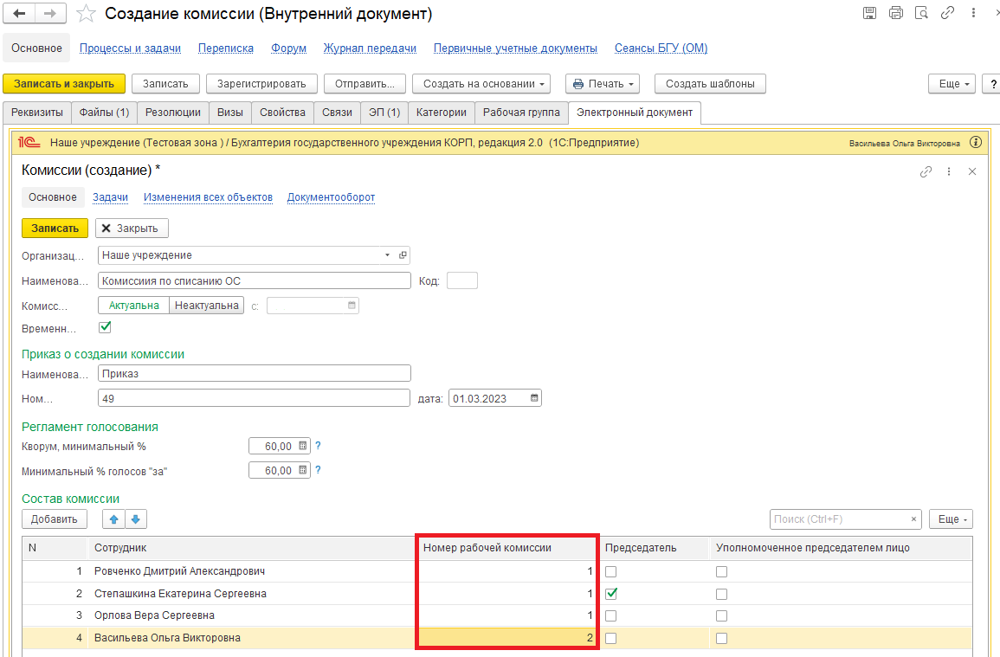 Создание комиссии (Внутренний документ)
Основное Процессы и задачи Переписка Форум Журнал передачи Первичные учетные документы Сеансы БГУ (ОМ)
Записать и закрыть Записать Зарегистрировать Отправить... Создать на основании Печать Создать шаблоны Еще ?
Реквизиты Файлы (1) Резолюции Визы Свойства Связи ЭП (1) Категории Рабочая группа Электронный документ
1С Наше учреждение (Тестовая зона ) / Бухгалтерия государственного учреждения КОРП, редакция 2.0 (1С:Предприятие) Васильева Ольга Викторовна
Комиссии (создание) *
Основное Задачи Изменения всех объектов Документооборот
Записать Закрыть
Организац... Наше учреждение
Наименова... Комиссиия по списанию ОС Код:
Комисс... Актуальна Неактуальна с:
Временн...
Приказ о создании комиссии
Наименова... Приказ
Ном... 49 дата: 01.03.2023
Регламент голосования
Кворум, минимальный % 60,00 ?
Минимальный % голосов "за" 60,00 ?
Состав комиссии
Добавить Поиск (Ctrl+F) × Еще
N Сотрудник Номер рабочей комиссии Председатель Уполномоченное председателем лицо
1 Ровченко Дмитрий Александрович 1
2 Степашкина Екатерина Сергеевна 1
3 Орлова Вера Сергеевна 1
4 Васильева Ольга Викторовна 2